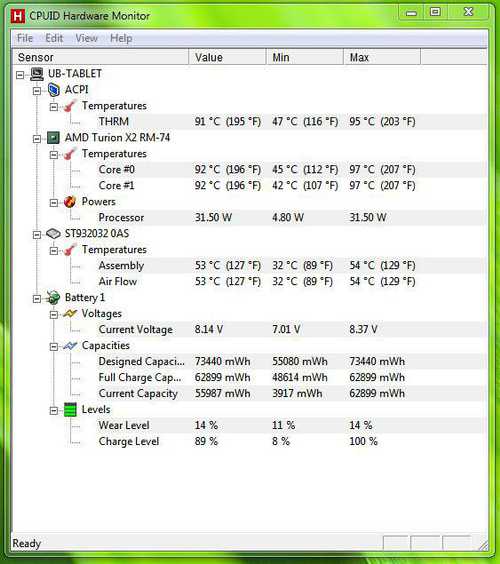 CPUID Hardware Monitor
File Edit View Help
Sensor Value Min Max
UB-TABLET
ACPI
Temperatures
THRM 91 °C (195 °F) 47 °C (116 °F) 95 °C (203 °F)
AMD Turion X2 RM-74
Temperatures
Core #0 92 °C (196 °F) 45 °C (112 °F) 97 °C (207 °F)
Core #1 92 °C (196 °F) 42 °C (107 °F) 97 °C (207 °F)
Powers
Processor 31.50 W 4.80 W 31.50 W
ST932032 0AS
Temperatures
Assembly 53 °C (127 °F) 32 °C (89 °F) 54 °C (129 °F)
Air Flow 53 °C (127 °F) 32 °C (89 °F) 54 °C (129 °F)
Battery 1
Voltages
Current Voltage 8.14 V 7.01 V 8.37 V
Capacities
Designed Capaci... 73440 mWh 55080 mWh 73440 mWh
Full Charge Cap... 62899 mWh 48614 mWh 62899 mWh
Current Capacity 55987 mWh 3917 mWh 62899 mWh
Levels
Wear Level 14 % 11 % 14 %
Charge Level 89 % 8 % 100 %
Ready